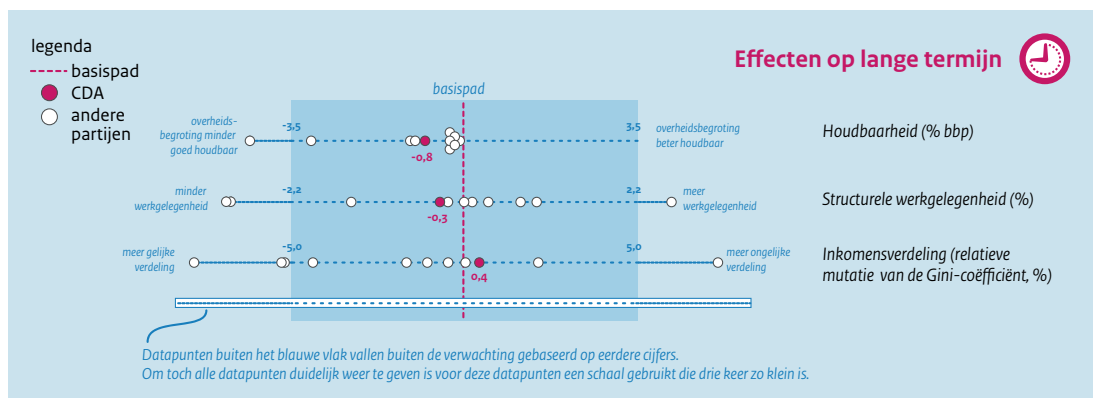 legenda
basispad
CDA
andere
partijen
Effecten op lange termijn
basispad
overheids-
begroting minder
goed houdbaar
-3,5
3,5
overheidsbegroting
beter houdbaar
Houdbaarheid (% bbp)
-0,8
minder
werkgelegenheid
-2,2
2,2
meer
werkgelegenheid
Structurele werkgelegenheid (%)
-0,3
meer gelijke
verdeling
-5,0
5,0
meer ongelijke
verdeling
Inkomensverdeling (relatieve
mutatie van de Gini-coëfficiënt, %)
0,4
Datapunten buiten het blauwe vlak vallen buiten de verwachting gebaseerd op eerdere cijfers.
Om toch alle datapunten duidelijk weer te geven is voor deze datapunten een schaal gebruikt die drie keer zo klein is.